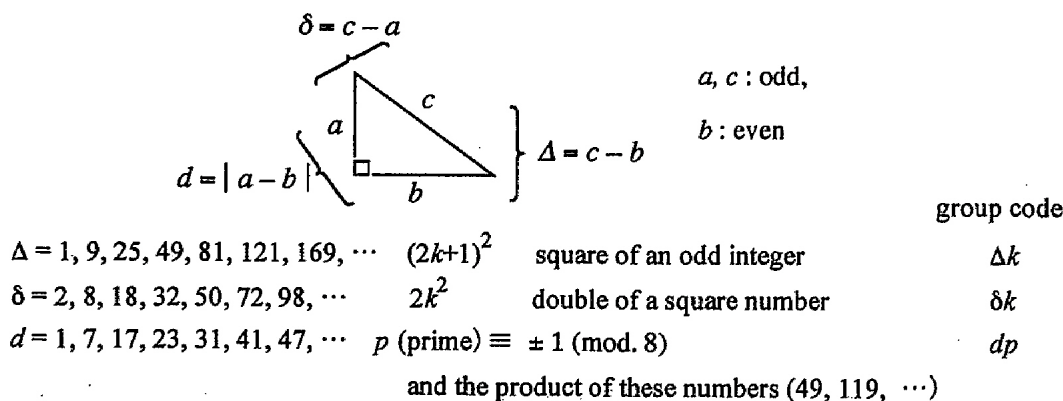 δ = c − a
a, c : odd,
c
a
b : even
Δ = c − b
d = | a − b |
b
group code
Δ = 1, 9, 25, 49, 81, 121, 169, ⋯ (2k+1)² square of an odd integer Δk
δ = 2, 8, 18, 32, 50, 72, 98, ⋯ 2k² double of a square number δk
d = 1, 7, 17, 23, 31, 41, 47, ⋯ p (prime) ≡ ± 1 (mod. 8) dp
and the product of these numbers (49, 119, ⋯)